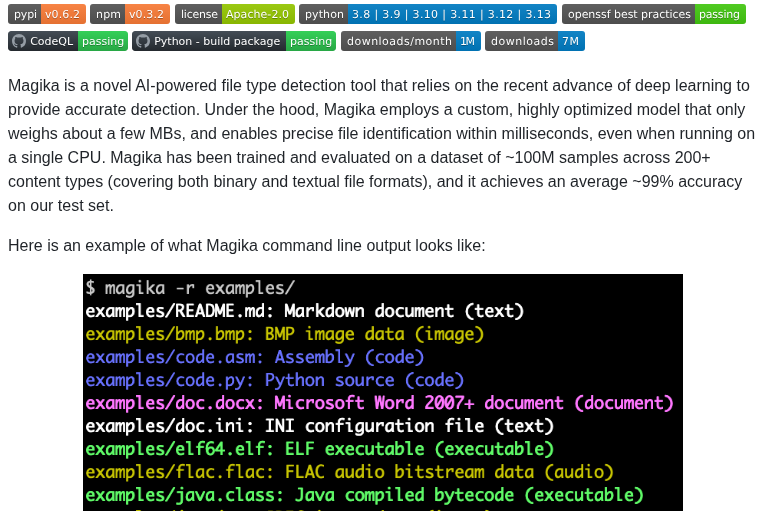 pypi v0.6.2 npm v0.3.2 license Apache-2.0 python 3.8 | 3.9 | 3.10 | 3.11 | 3.12 | 3.13 openssf best practices passing
CodeQL passing Python - build package passing downloads/month 1M downloads 7M
Magika is a novel AI-powered file type detection tool that relies on the recent advance of deep learning to
provide accurate detection. Under the hood, Magika employs a custom, highly optimized model that only
weighs about a few MBs, and enables precise file identification within milliseconds, even when running on
a single CPU. Magika has been trained and evaluated on a dataset of ~100M samples across 200+
content types (covering both binary and textual file formats), and it achieves an average ~99% accuracy
on our test set.
Here is an example of what Magika command line output looks like:
$ magika -r examples/
examples/README.md: Markdown document (text)
examples/bmp.bmp: BMP image data (image)
examples/code.asm: Assembly (code)
examples/code.py: Python source (code)
examples/doc.docx: Microsoft Word 2007+ document (document)
examples/doc.ini: INI configuration file (text)
examples/elf64.elf: ELF executable (executable)
examples/flac.flac: FLAC audio bitstream data (audio)
examples/java.class: Java compiled bytecode (executable)